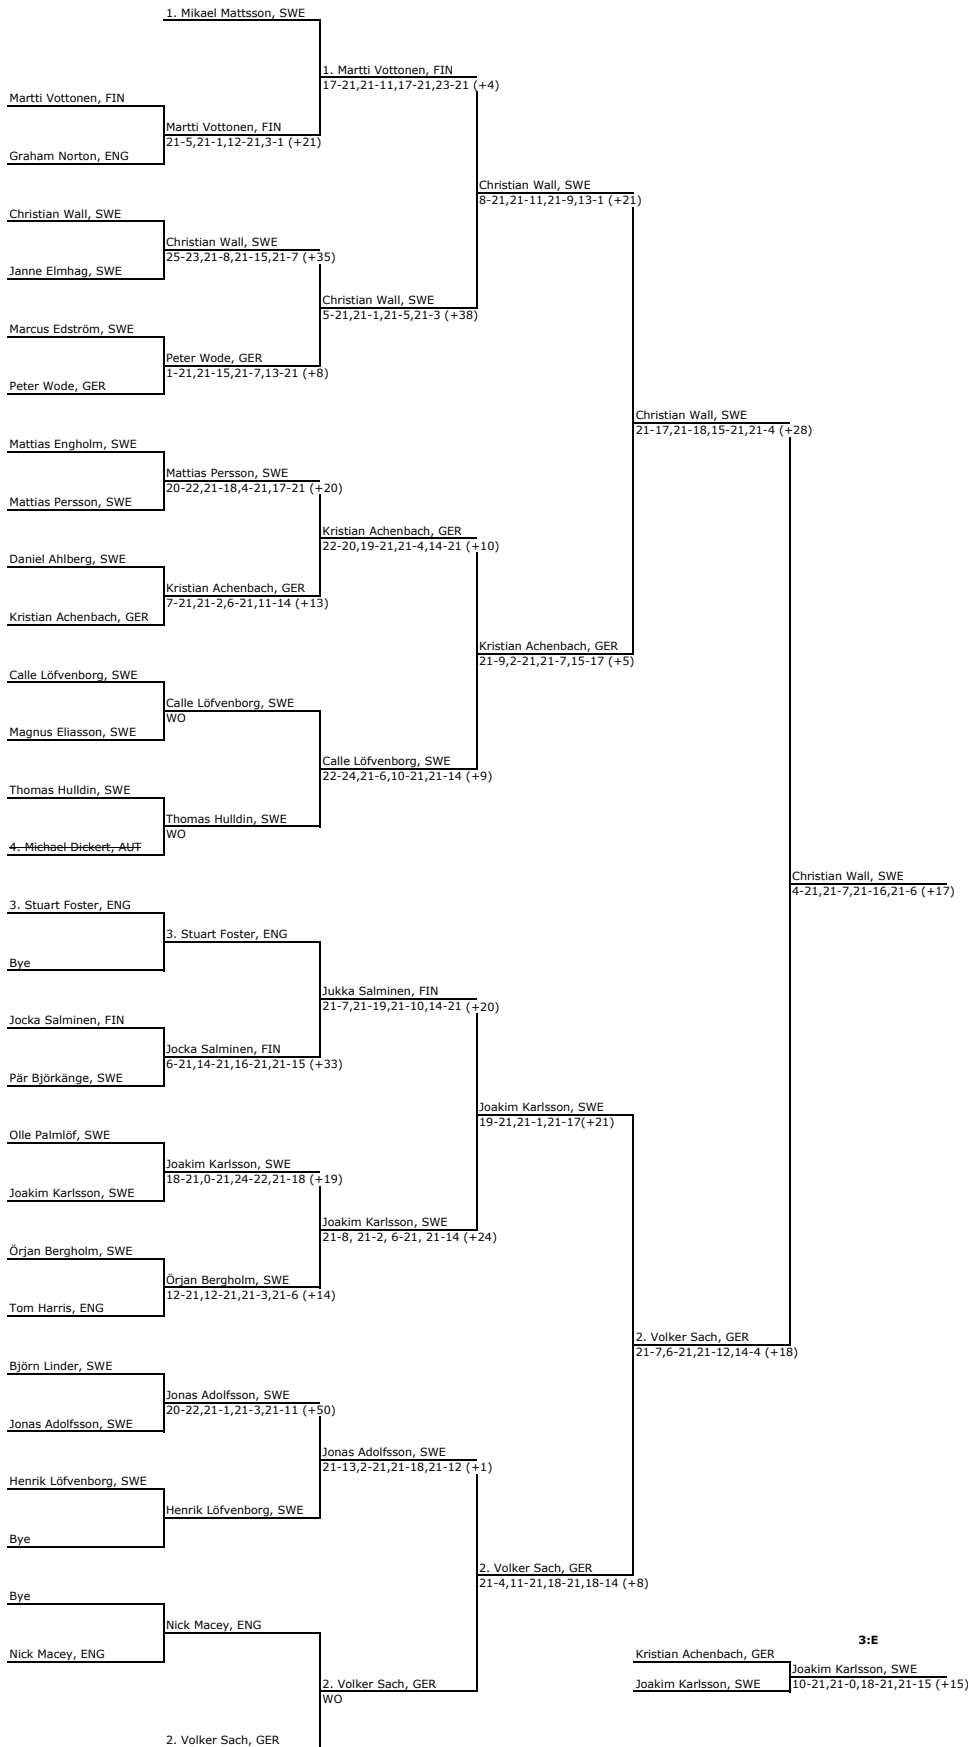 1. Mikael Mattsson, SWE
1. Martti Vottonen, FIN
17-21,21-11,17-21,23-21 (+4)
Martti Vottonen, FIN
Martti Vottonen, FIN
21-5,21-1,12-21,3-1 (+21)
Graham Norton, ENG
Christian Wall, SWE
8-21,21-11,21-9,13-1 (+21)
Christian Wall, SWE
Christian Wall, SWE
25-23,21-8,21-15,21-7 (+35)
Janne Elmhag, SWE
Christian Wall, SWE
5-21,21-1,21-5,21-3 (+38)
Marcus Edström, SWE
Peter Wode, GER
1-21,21-15,21-7,13-21 (+8)
Peter Wode, GER
Christian Wall, SWE
21-17,21-18,15-21,21-4 (+28)
Mattias Engholm, SWE
Mattias Persson, SWE
20-22,21-18,4-21,17-21 (+20)
Mattias Persson, SWE
Kristian Achenbach, GER
22-20,19-21,21-4,14-21 (+10)
Daniel Ahlberg, SWE
Kristian Achenbach, GER
7-21,21-2,6-21,11-14 (+13)
Kristian Achenbach, GER
Kristian Achenbach, GER
21-9,2-21,21-7,15-17 (+5)
Calle Löfvenborg, SWE
Calle Löfvenborg, SWE
WO
Magnus Eliasson, SWE
Calle Löfvenborg, SWE
22-24,21-6,10-21,21-14 (+9)
Thomas Hulldin, SWE
Thomas Hulldin, SWE
WO
4. Michael Dickert, AUT
Christian Wall, SWE
4-21,21-7,21-16,21-6 (+17)
3. Stuart Foster, ENG
3. Stuart Foster, ENG
Bye
Jukka Salminen, FIN
21-7,21-19,21-10,14-21 (+20)
Jocka Salminen, FIN
Jocka Salminen, FIN
6-21,14-21,16-21,21-15 (+33)
Pär Björkänge, SWE
Joakim Karlsson, SWE
19-21,21-1,21-17(+21)
Olle Palmlöf, SWE
Joakim Karlsson, SWE
18-21,0-21,24-22,21-18 (+19)
Joakim Karlsson, SWE
Joakim Karlsson, SWE
21-8, 21-2, 6-21, 21-14 (+24)
Örjan Bergholm, SWE
Örjan Bergholm, SWE
12-21,12-21,21-3,21-6 (+14)
Tom Harris, ENG
2. Volker Sach, GER
21-7,6-21,21-12,14-4 (+18)
Björn Linder, SWE
Jonas Adolfsson, SWE
20-22,21-1,21-3,21-11 (+50)
Jonas Adolfsson, SWE
Jonas Adolfsson, SWE
21-13,2-21,21-18,21-12 (+1)
Henrik Löfvenborg, SWE
Henrik Löfvenborg, SWE
Bye
2. Volker Sach, GER
21-4,11-21,18-21,18-14 (+8)
Bye
Nick Macey, ENG
Nick Macey, ENG
2. Volker Sach, GER
WO
2. Volker Sach, GER
3:E
Kristian Achenbach, GER
Joakim Karlsson, SWE
10-21,21-0,18-21,21-15 (+15)
Joakim Karlsson, SWE